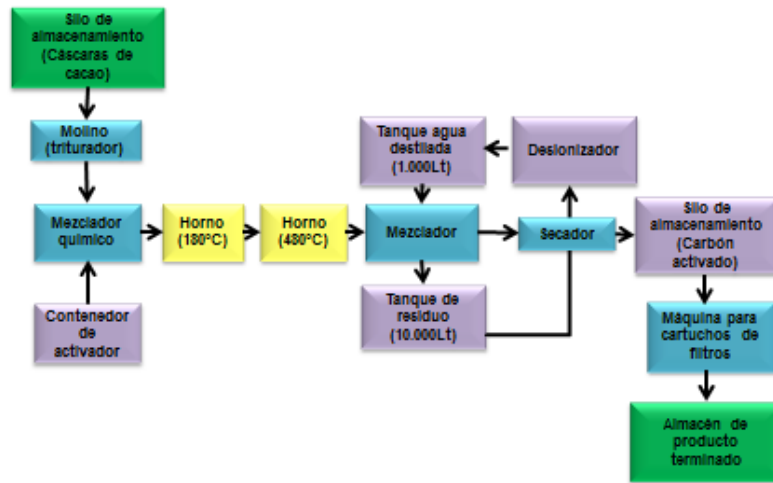 Silo de
almacenamiento
(Cáscaras de
cacao)
Molino
(triturador)
Mezclador
químico
Contenedor
de
activador
Horno
(180ºC)
Horno
(480ºC)
Tanque agua
destilada
(1.000Lt)
Desionizador
Mezclador
Secador
Tanque de
residuo
(10.000Lt)
Silo de
almacenamiento
(Carbón
activado)
Máquina para
cartuchos de
filtros
Almacén de
producto
terminado